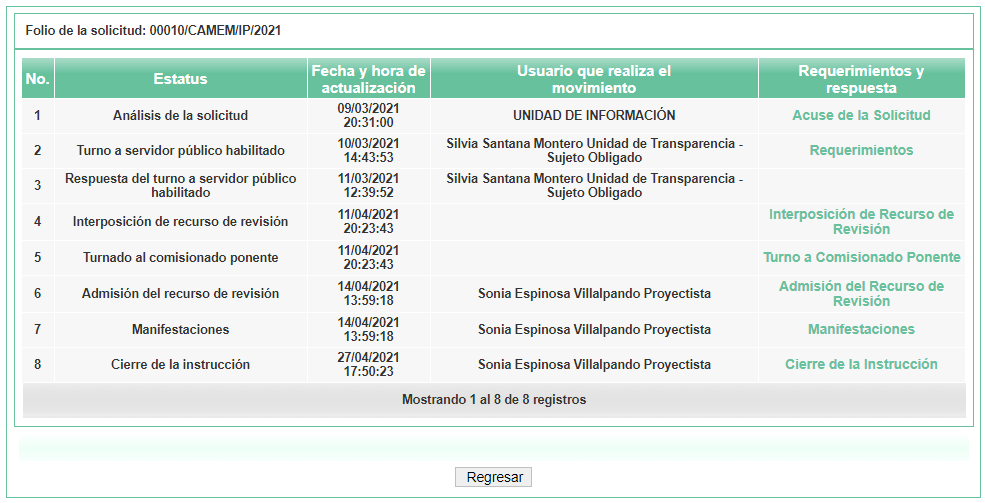 Folio de la solicitud: 00010/CAMEM/IP/2021
No. Estatus Fecha y hora de actualización Usuario que realiza el movimiento Requerimientos y respuesta
1 Análisis de la solicitud 09/03/2021 20:31:00 UNIDAD DE INFORMACIÓN Acuse de la Solicitud
2 Turno a servidor público habilitado 10/03/2021 14:43:53 Silvia Santana Montero Unidad de Transparencia - Sujeto Obligado Requerimientos
3 Respuesta del turno a servidor público habilitado 11/03/2021 12:39:52 Silvia Santana Montero Unidad de Transparencia - Sujeto Obligado
4 Interposición de recurso de revisión 11/04/2021 20:23:43 Interposición de Recurso de Revisión
5 Turnado al comisionado ponente 11/04/2021 20:23:43 Turno a Comisionado Ponente
6 Admisión del recurso de revisión 14/04/2021 13:59:18 Sonia Espinosa Villalpando Proyectista Admisión del Recurso de Revisión
7 Manifestaciones 14/04/2021 13:59:18 Sonia Espinosa Villalpando Proyectista Manifestaciones
8 Cierre de la instrucción 27/04/2021 17:50:23 Sonia Espinosa Villalpando Proyectista Cierre de la Instrucción
Mostrando 1 al 8 de 8 registros
Regresar